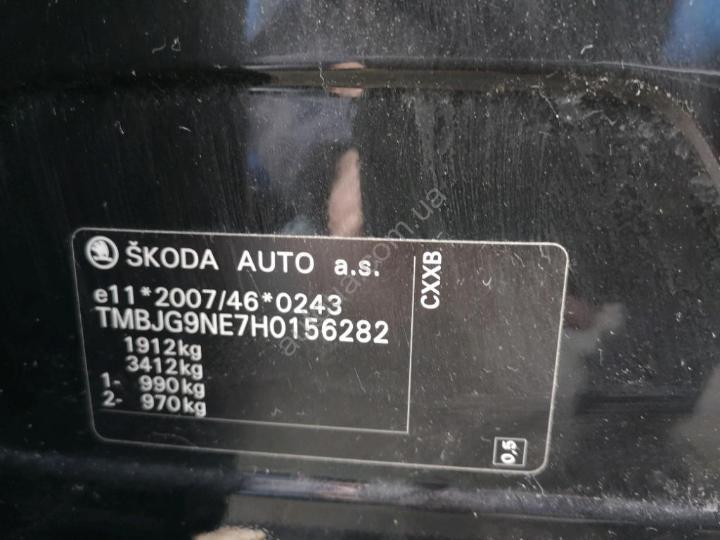 ŠKODA AUTO a.s.
e11*2007/46*0243
TMBJG9NE7H0156282
1912kg
3412kg
1- 990kg
2- 970kg
CXXB
0,5